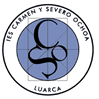 IES CARMEN Y SEVERO OCHOA
LUARCA